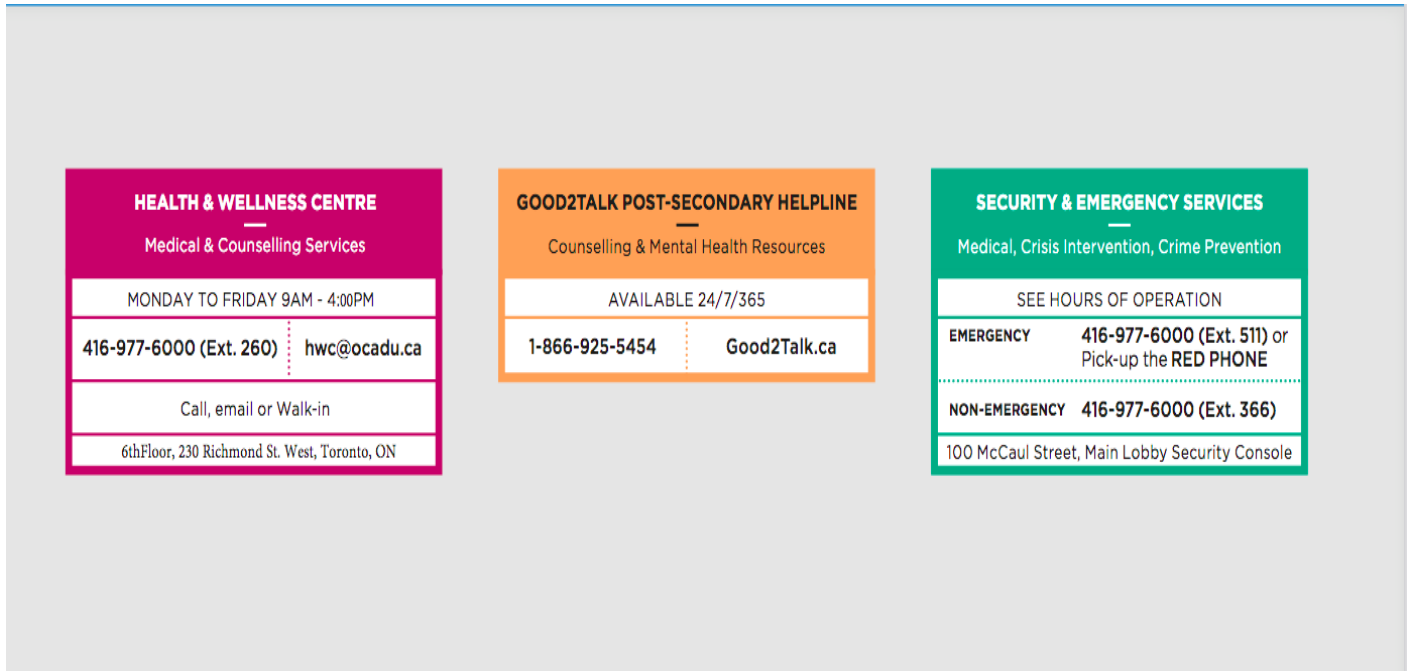 HEALTH & WELLNESS CENTRE
Medical & Counselling Services
MONDAY TO FRIDAY 9AM - 4:00PM
416-977-6000 (Ext. 260) hwc@ocadu.ca
Call, email or Walk-in
6thFloor, 230 Richmond St. West, Toronto, ON
GOOD2TALK POST-SECONDARY HELPLINE
Counselling & Mental Health Resources
AVAILABLE 24/7/365
1-866-925-5454 Good2Talk.ca
SECURITY & EMERGENCY SERVICES
Medical, Crisis Intervention, Crime Prevention
SEE HOURS OF OPERATION
EMERGENCY 416-977-6000 (Ext. 511) or
Pick-up the RED PHONE
NON-EMERGENCY 416-977-6000 (Ext. 366)
100 McCaul Street, Main Lobby Security Console